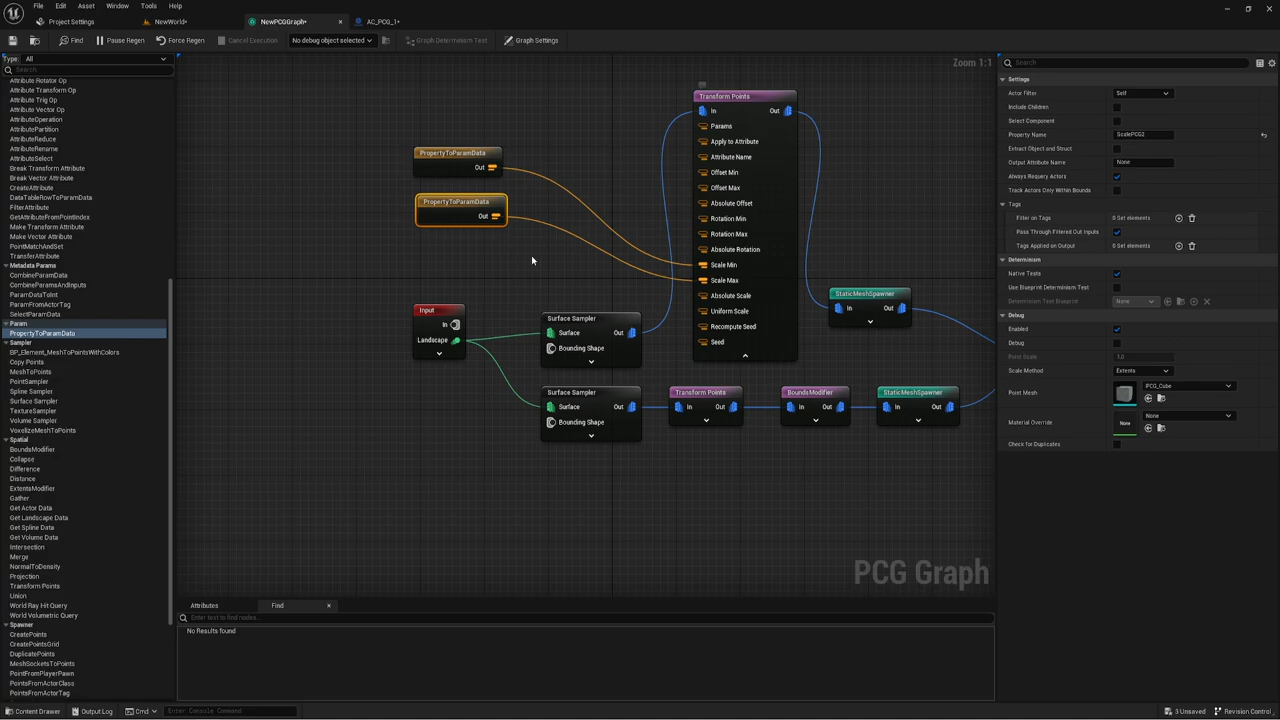 File Edit Asset Window Tools Help
Project Settings NewWorld* NewPCGGraph* × AC_PCG_1*
Find Pause Regen Force Regen Cancel Execution No debug object selected Graph Determinism Test Graph Settings
Type: All
Search
Attribute Rotator Op
Attribute Transform Op
Attribute Trig Op
Attribute Vector Op
AttributeOperation
AttributePartition
AttributeReduce
AttributeRename
AttributeSelect
Break Transform Attribute
Break Vector Attribute
CreateAttribute
DataTableRowToParamData
FilterAttribute
GetAttributeFromPointIndex
Make Transform Attribute
Make Vector Attribute
PointMatchAndSet
TransferAttribute
Metadata Params
CombineParamData
CombineParamsAndInputs
ParamDataToInt
ParamFromActorTag
SelectParamData
Param
PropertyToParamData
Sampler
BP_Element_MeshToPointsWithColors
Copy Points
MeshToPoints
PointSampler
Spline Sampler
Surface Sampler
TextureSampler
Volume Sampler
VoxelizeMeshToPoints
Spatial
BoundsModifier
Collapse
Difference
Distance
ExtentsModifier
Gather
Get Actor Data
Get Landscape Data
Get Spline Data
Get Volume Data
Intersection
Merge
NormalToDensity
Projection
Transform Points
Union
World Ray Hit Query
World Volumetric Query
Spawner
CreatePoints
CreatePointsGrid
DuplicatePoints
MeshSocketsToPoints
PointFromPlayerPawn
PointsFromActorClass
PointsFromActorTag
Zoom 1:1
PropertyToParamData
Out
PropertyToParamData
Out
Input
In
Landscape
Surface Sampler
Surface Out
Bounding Shape
Surface Sampler
Surface Out
Bounding Shape
Transform Points
In Out
Params
Apply to Attribute
Attribute Name
Offset Min
Offset Max
Absolute Offset
Rotation Min
Rotation Max
Absolute Rotation
Scale Min
Scale Max
Absolute Scale
Uniform Scale
Recompute Seed
Seed
StaticMeshSpawner
In Out
Transform Points
In Out
BoundsModifier
In Out
StaticMeshSpawner
In Out
PCG Graph
Attributes Find ×
Enter text to find nodes...
No Results found
Search
Settings
Actor Filter Self
Include Children
Select Component
Property Name ScalePCG2
Extract Object and Struct
Output Attribute Name None
Always Requery Actors
Track Actors Only Within Bounds
Tags
Filter on Tags 0 Set elements
Pass Through Filtered Out Inputs
Tags Applied on Output 0 Set elements
Determinism
Native Tests
Use Blueprint Determinism Test
Determinism Test Blueprint None
Debug
Enabled
Debug
Point Scale 1.0
Scale Method Extents
Point Mesh PCG_Cube
Material Override None None
Check for Duplicates
Content Drawer Output Log Cmd Enter Console Command 3 Unsaved Revision Control